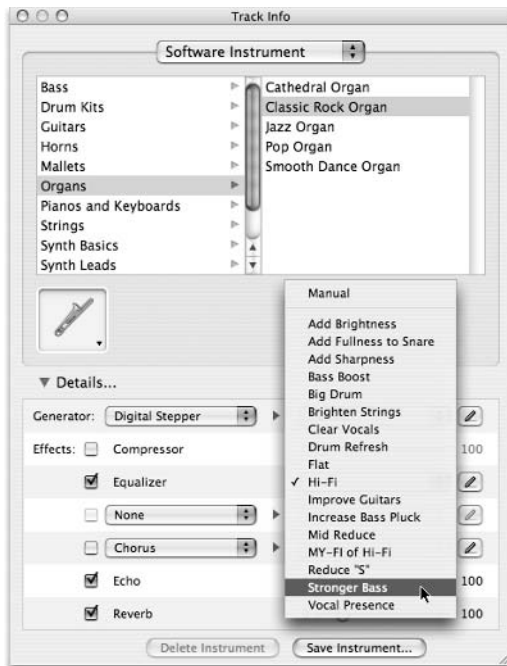 Track Info
Software Instrument
Bass
Drum Kits
Guitars
Horns
Mallets
Organs
Pianos and Keyboards
Strings
Synth Basics
Synth Leads
Cathedral Organ
Classic Rock Organ
Jazz Organ
Pop Organ
Smooth Dance Organ
Details...
Generator: Digital Stepper
Effects: Compressor 100
Equalizer
None
Chorus
Echo 100
Reverb 100
Manual
Add Brightness
Add Fullness to Snare
Add Sharpness
Bass Boost
Big Drum
Brighten Strings
Clear Vocals
Drum Refresh
Flat
✓ Hi-Fi
Improve Guitars
Increase Bass Pluck
Mid Reduce
MY-FI of Hi-Fi
Reduce "S"
Stronger Bass
Vocal Presence
Delete Instrument
Save Instrument...